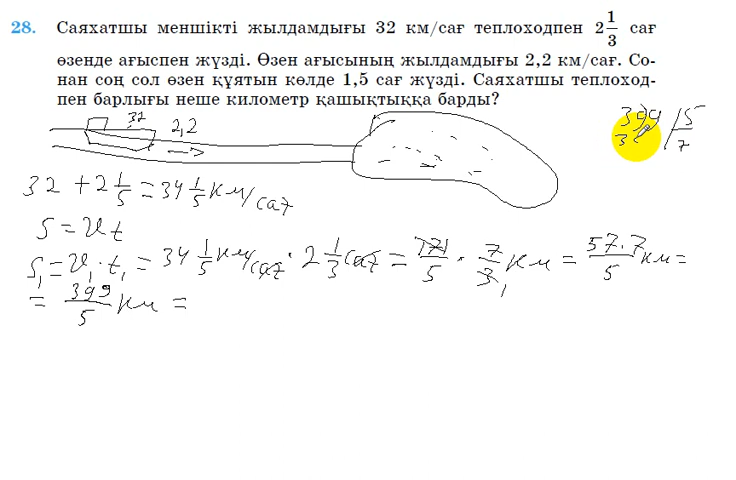 28. Саяхатшы меншікті жылдамдығы 32 км/сағ теплоходпен 2 1/3 сағ
өзенде ағыспен жүзді. Өзен ағысының жылдамдығы 2,2 км/сағ. Со-
нан соң сол өзен құятын көлде 1,5 сағ жүзді. Саяхатшы теплоход-
пен барлығы неше километр қашықтыққа барды?
32 2,2
399 | 5
7
32 + 2 1/5 = 34 1/5 км/сағ
S = υt
S₁ = υ₁ · t₁ = 34 1/5 км/сағ · 2 1/3 сағ = 171/5 · 7/3₁ км = 57·7/5 км =
= 399/5 км =